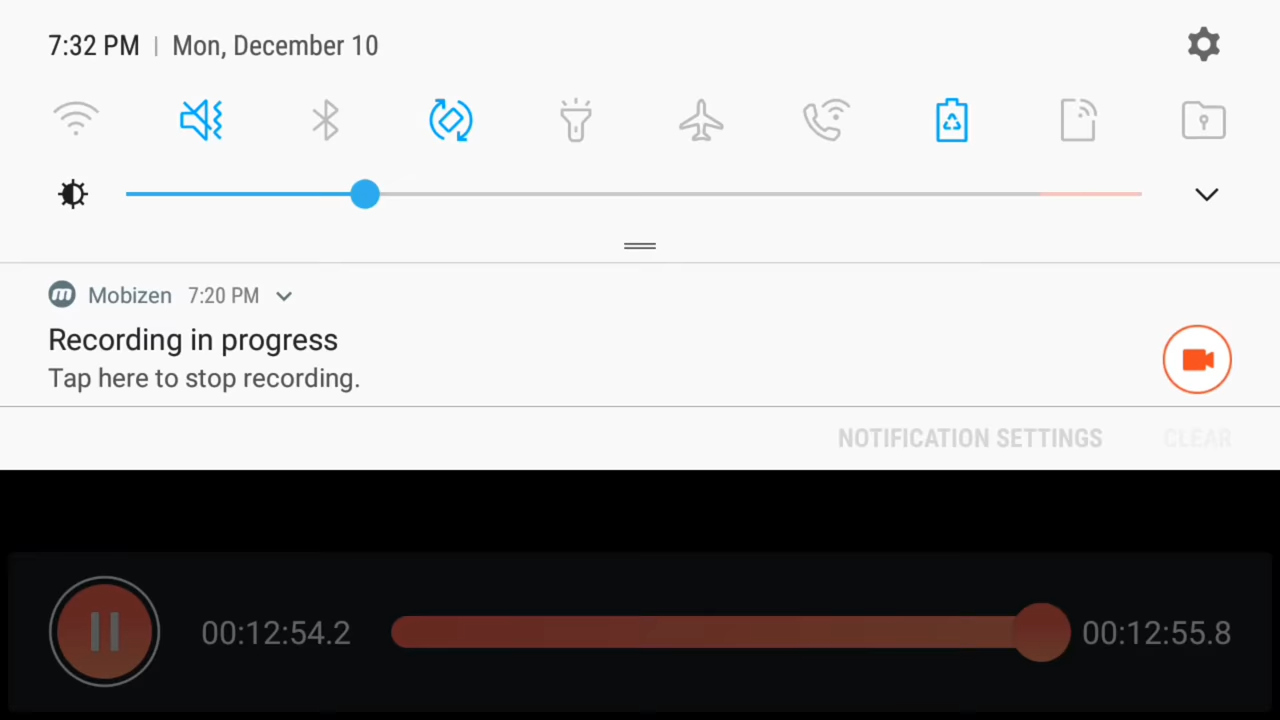 7:32 PM | Mon, December 10
Mobizen 7:20 PM
Recording in progress
Tap here to stop recording.
NOTIFICATION SETTINGS CLEAR
00:12:54.2 00:12:55.8